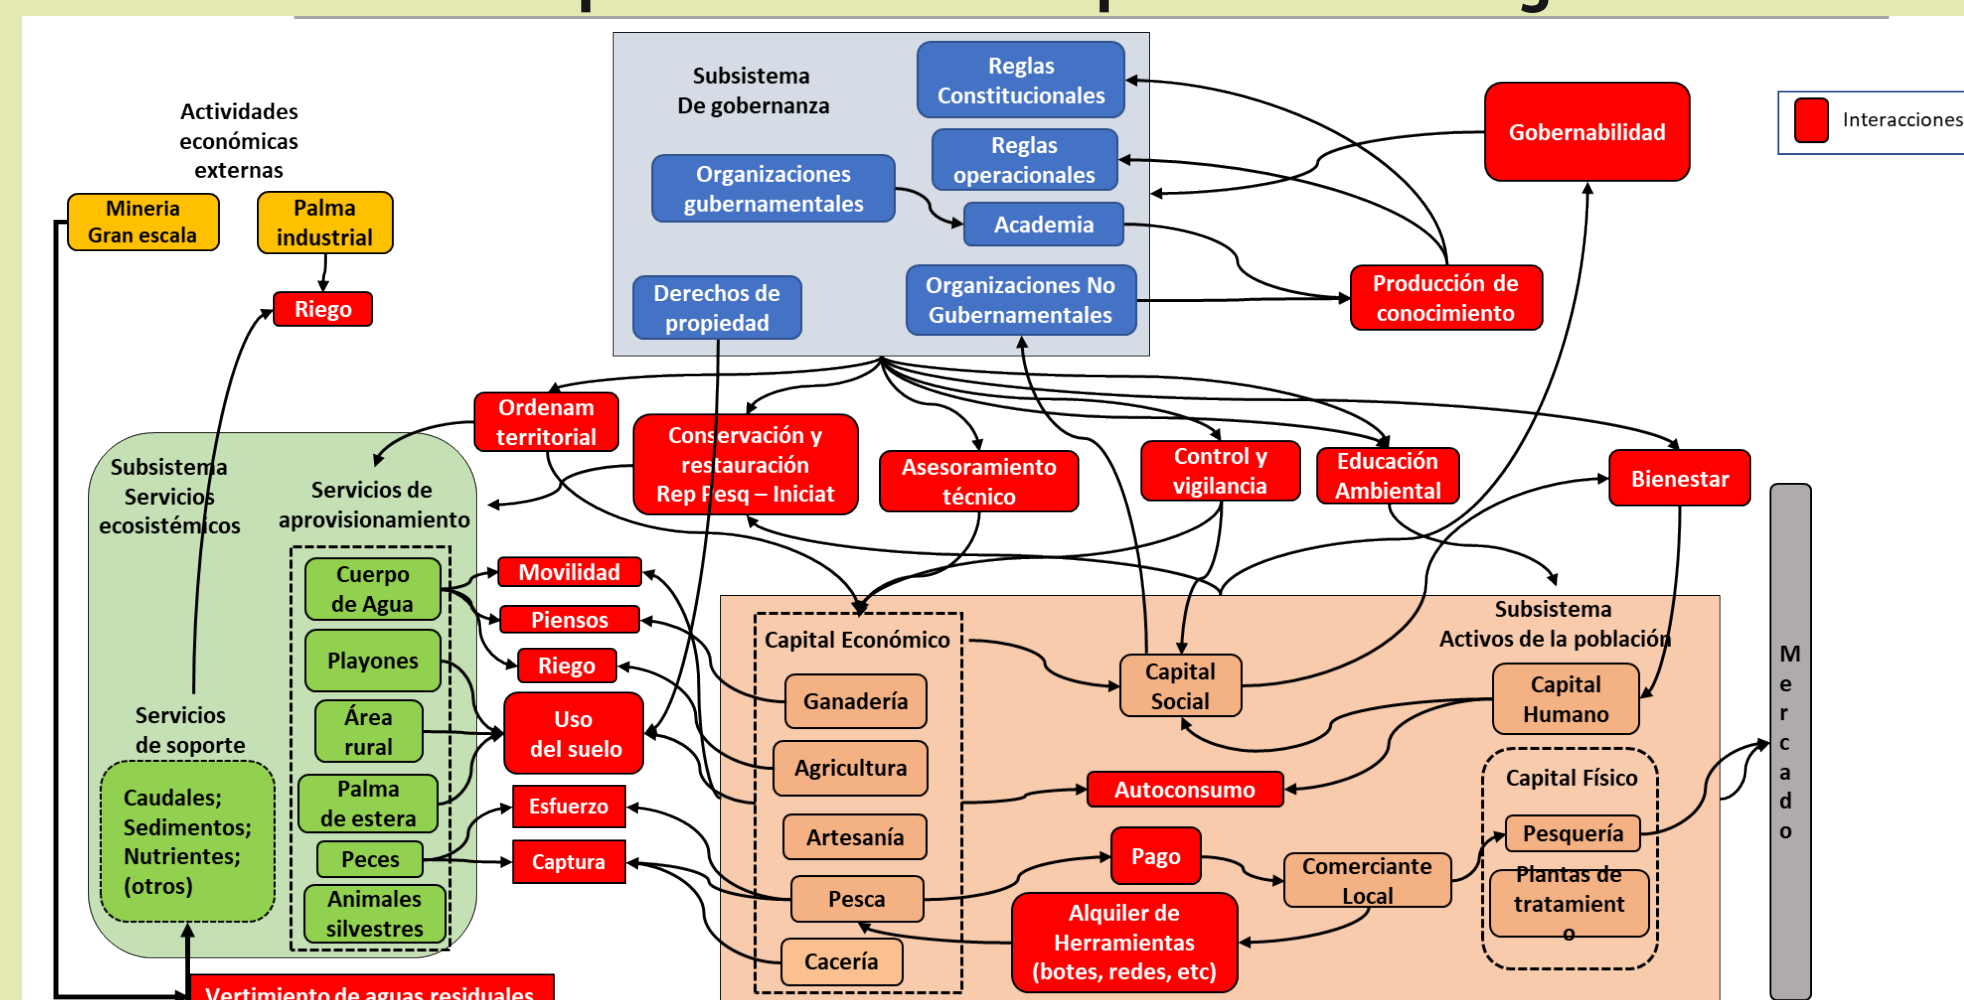 Subsistema
De gobernanza
Reglas
Constitucionales
Reglas
operacionales
Organizaciones
gubernamentales
Academia
Derechos de
propiedad
Organizaciones No
Gubernamentales
Gobernabilidad
Interacciones
Producción de
conocimiento
Actividades
económicas
externas
Mineria
Gran escala
Palma
industrial
Riego
Ordenam
territorial
Conservación y
restauración
Rep Pesq – Iniciat
Asesoramiento
técnico
Control y
vigilancia
Educación
Ambiental
Bienestar
Subsistema
Servicios
ecosistémicos
Servicios de
aprovisionamiento
Cuerpo
de Agua
Playones
Área
rural
Palma
de estera
Peces
Animales
silvestres
Servicios
de soporte
Caudales;
Sedimentos;
Nutrientes;
(otros)
Movilidad
Piensos
Riego
Uso
del suelo
Esfuerzo
Captura
Vertimiento de aguas residuales
Subsistema
Activos de la población
Capital Económico
Ganadería
Agricultura
Artesanía
Pesca
Cacería
Capital
Social
Capital
Humano
Autoconsumo
Pago
Comerciante
Local
Alquiler de
Herramientas
(botes, redes, etc)
Capital Físico
Pesquería
Plantas de
tratamient
o
M
e
r
c
a
d
o